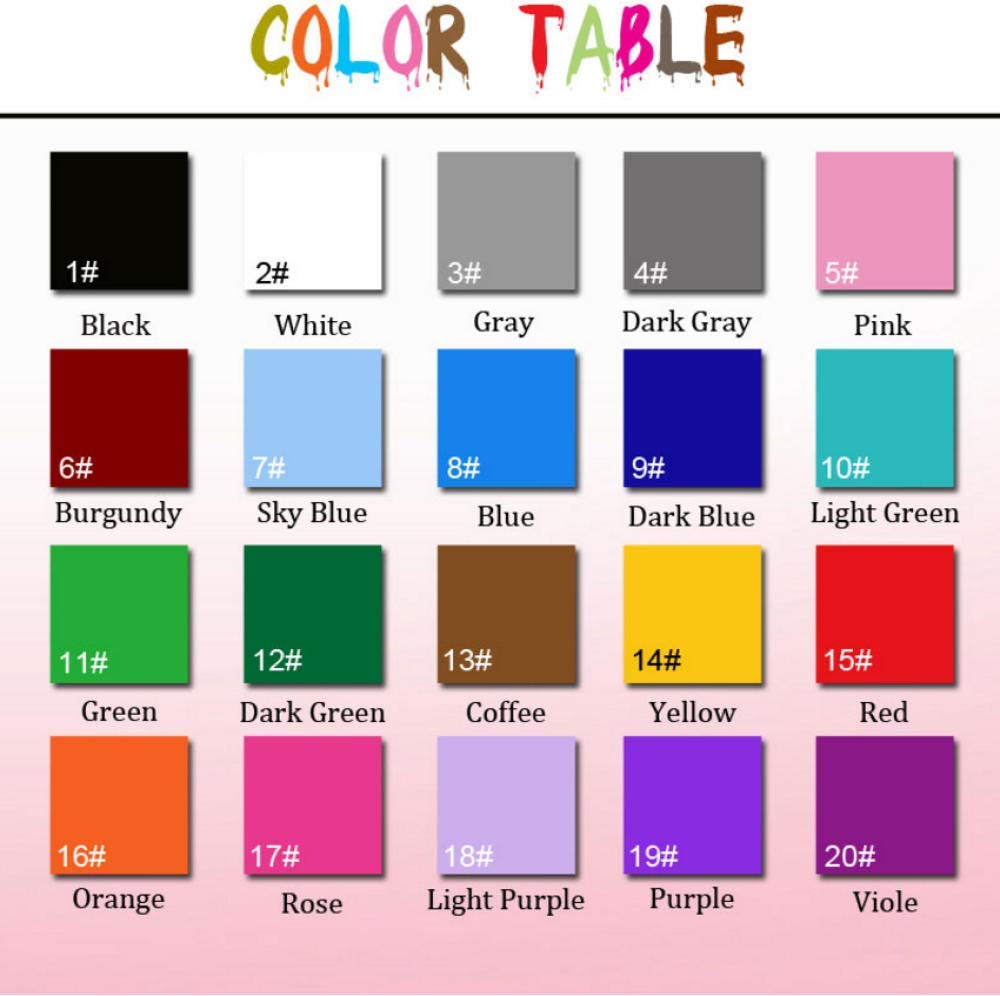 COLOR TABLE
1# 2# 3# 4# 5#
Black White Gray Dark Gray Pink
6# 7# 8# 9# 10#
Burgundy Sky Blue Blue Dark Blue Light Green
11# 12# 13# 14# 15#
Green Dark Green Coffee Yellow Red
16# 17# 18# 19# 20#
Orange Rose Light Purple Purple Viole